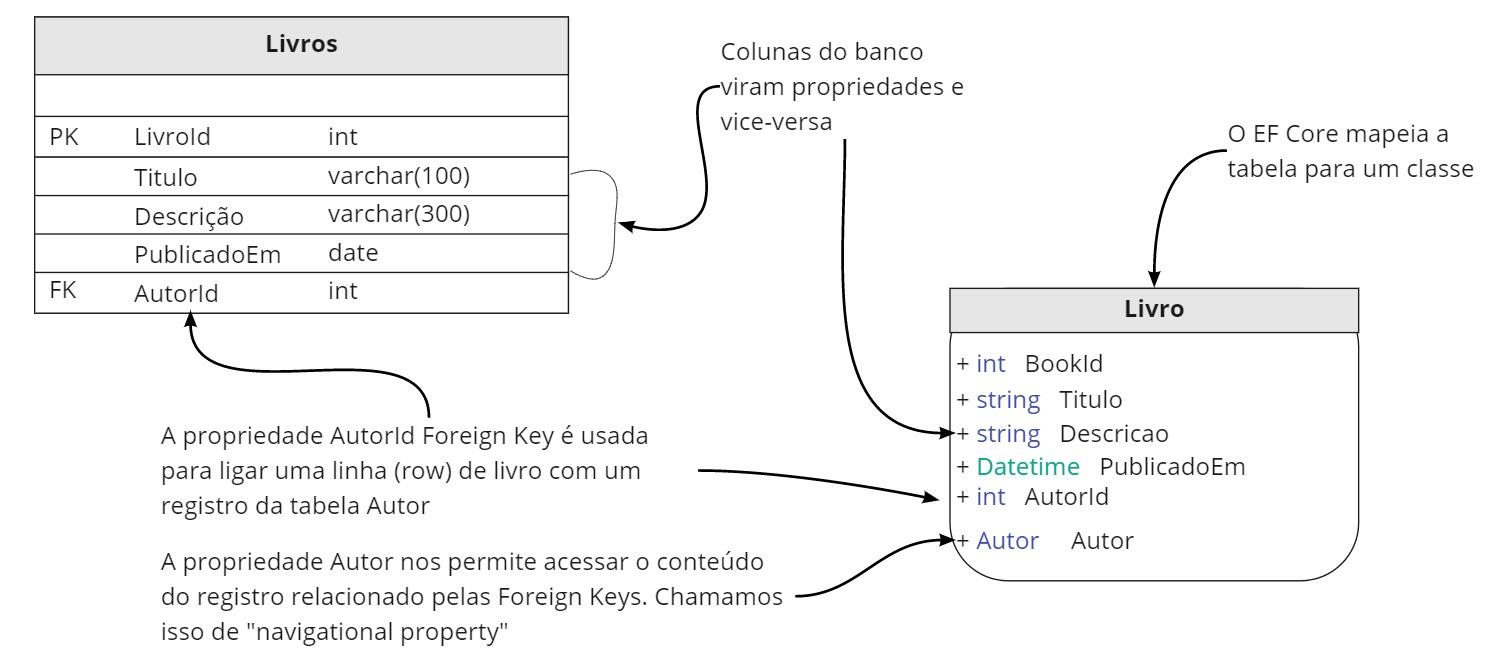 Livros
PK LivroId int
Titulo varchar(100)
Descrição varchar(300)
PublicadoEm date
FK AutorId int
Colunas do banco
viram propriedades e
vice-versa
O EF Core mapeia a
tabela para um classe
Livro
+ int BookId
+ string Titulo
+ string Descricao
+ Datetime PublicadoEm
+ int AutorId
+ Autor Autor
A propriedade AutorId Foreign Key é usada
para ligar uma linha (row) de livro com um
registro da tabela Autor
A propriedade Autor nos permite acessar o conteúdo
do registro relacionado pelas Foreign Keys. Chamamos
isso de "navigational property"